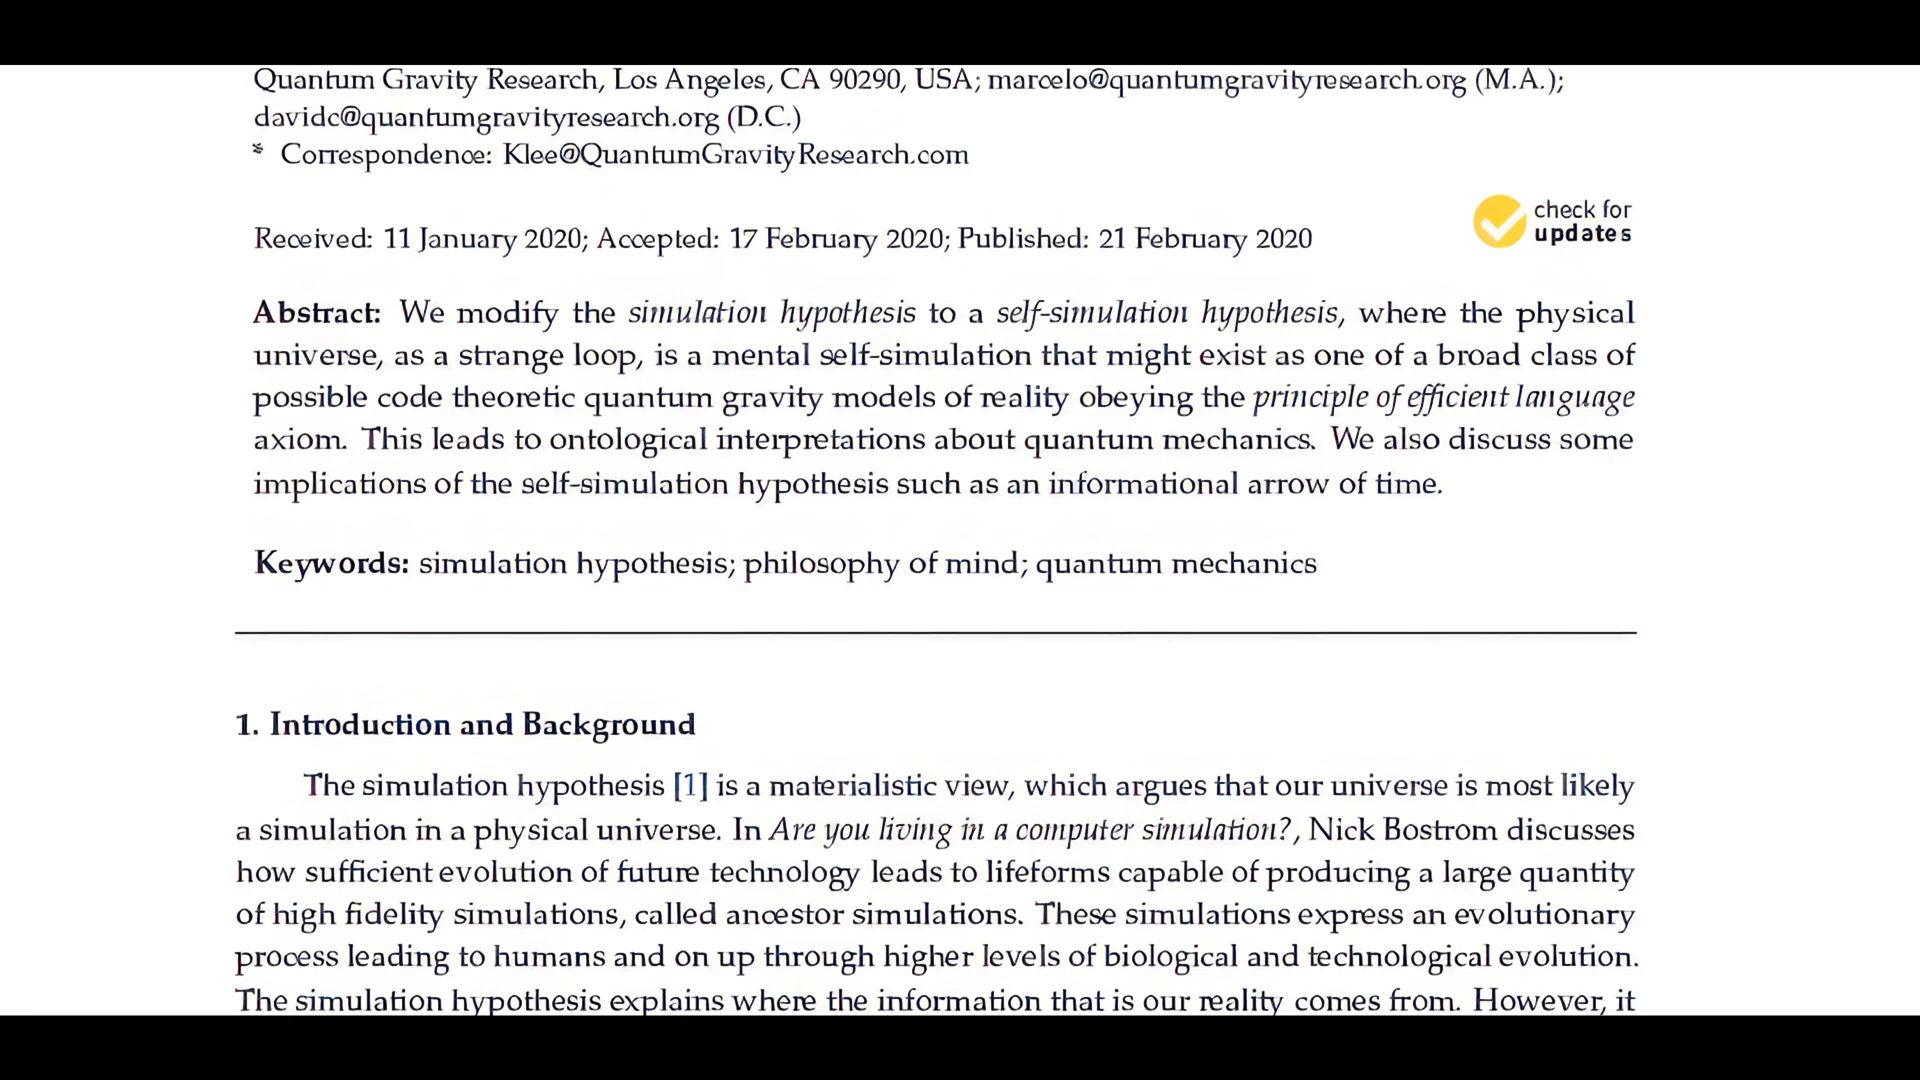 Quantum Gravity Research, Los Angeles, CA 90290, USA; marcelo@quantumgravityresearch.org (M.A.);
davidc@quantumgravityresearch.org (D.C.)
* Correspondence: Klee@QuantumGravityResearch.com
Received: 11 January 2020; Accepted: 17 February 2020; Published: 21 February 2020
check for
updates
Abstract: We modify the simulation hypothesis to a self-simulation hypothesis, where the physical
universe, as a strange loop, is a mental self-simulation that might exist as one of a broad class of
possible code theoretic quantum gravity models of reality obeying the principle of efficient language
axiom. This leads to ontological interpretations about quantum mechanics. We also discuss some
implications of the self-simulation hypothesis such as an informational arrow of time.
Keywords: simulation hypothesis; philosophy of mind; quantum mechanics
1. Introduction and Background
The simulation hypothesis [1] is a materialistic view, which argues that our universe is most likely
a simulation in a physical universe. In Are you living in a computer simulation?, Nick Bostrom discusses
how sufficient evolution of future technology leads to lifeforms capable of producing a large quantity
of high fidelity simulations, called ancestor simulations. These simulations express an evolutionary
process leading to humans and on up through higher levels of biological and technological evolution.
The simulation hypothesis explains where the information that is our reality comes from. However, it